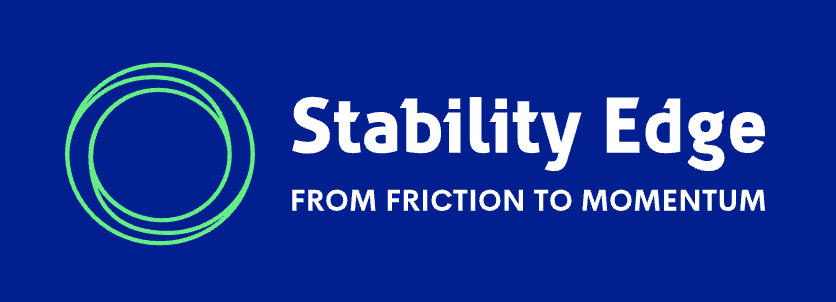 Stability Edge
FROM FRICTION TO MOMENTUM